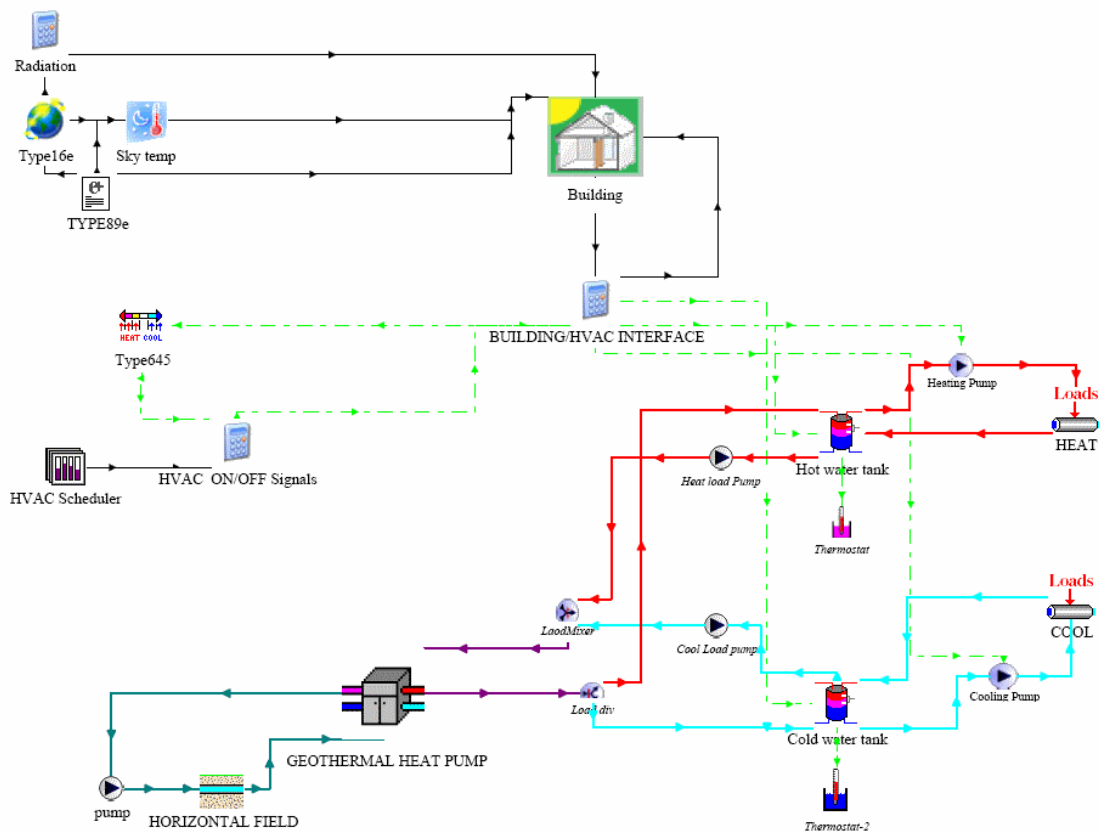 Radiation
Type16e
Sky temp
TYPE89e
Building
BUILDING/HVAC INTERFACE
HEAT COOL
Type645
HVAC ON/OFF Signals
HVAC Scheduler
Heating Pump
Loads
HEAT
Hot water tank
Heat load Pump
Thermostat
Loads
COOL
LaodMixer
Cool Load pump
Load div
Cooling Pump
Cold water tank
GEOTHERMAL HEAT PUMP
pump
HORIZONTAL FIELD
Thermostat-2